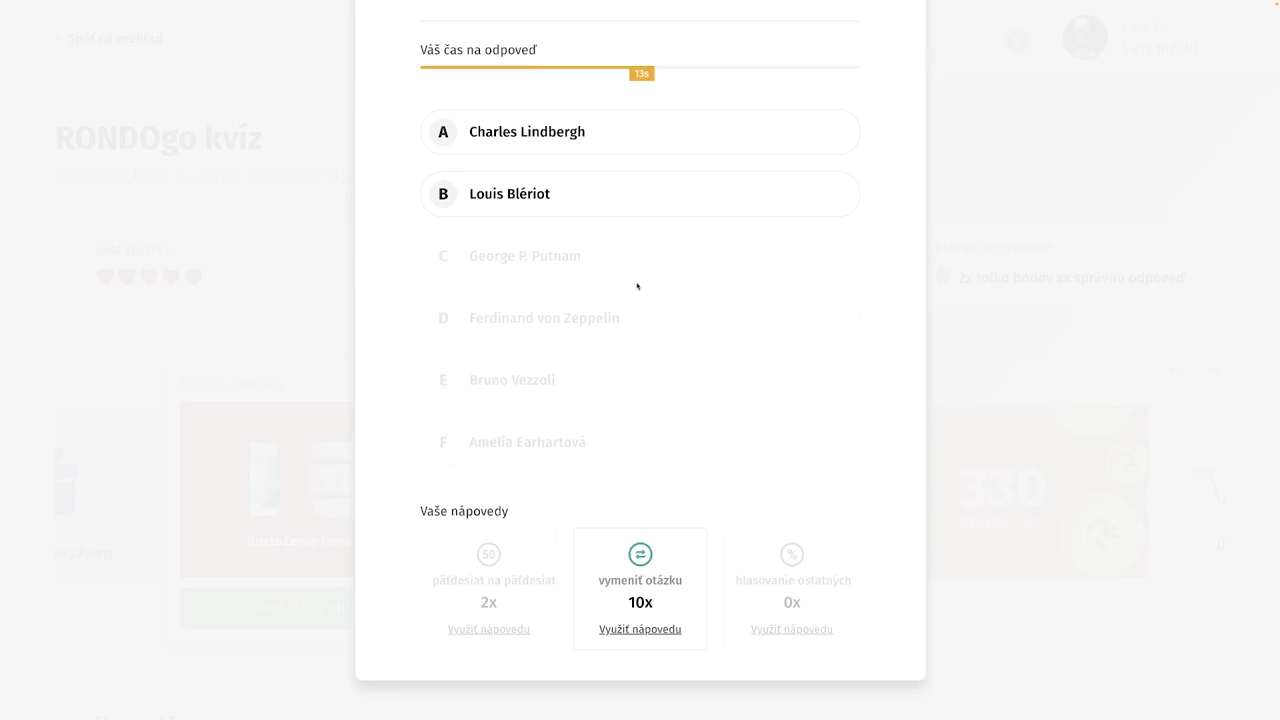 Späť na prehľad
Váš čas na odpoveď
13s
RONDOgo kvíz
A Charles Lindbergh
B Louis Blériot
C George P. Putnam
D Ferdinand von Zeppelin
E Bruno Vezzoli
F Amelia Earhartová
2x toľko bodov za správnu odpoveď
330
Vaše nápovedy
50
päťdesiat na päťdesiat
2x
Využiť nápovedu
vymeniť otázku
10x
Využiť nápovedu
%
hlasovanie ostatných
0x
Využiť nápovedu